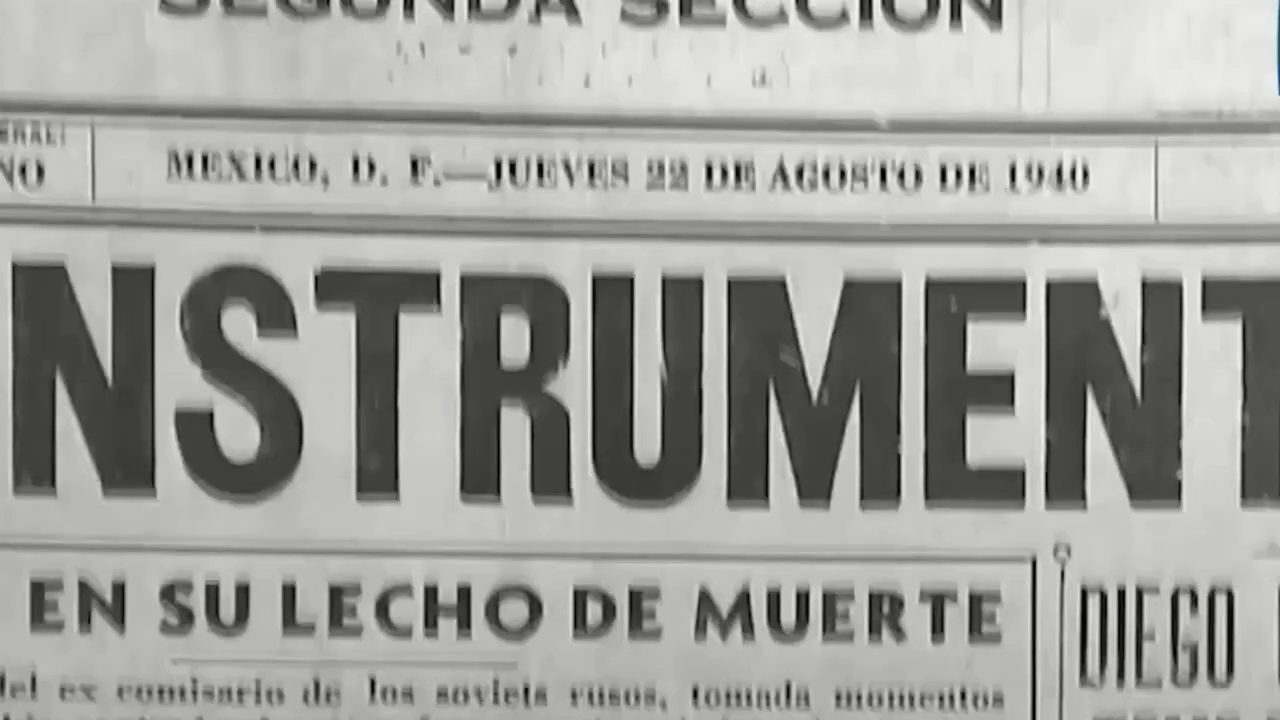 SEGUNDA SECCION
ERAL:
NO
MEXICO, D. F.—JUEVES 22 DE AGOSTO DE 1940
NSTRUMENT
EN SU LECHO DE MUERTE
DIEGO
del ex comisario de los soviets rusos, tomada momentos